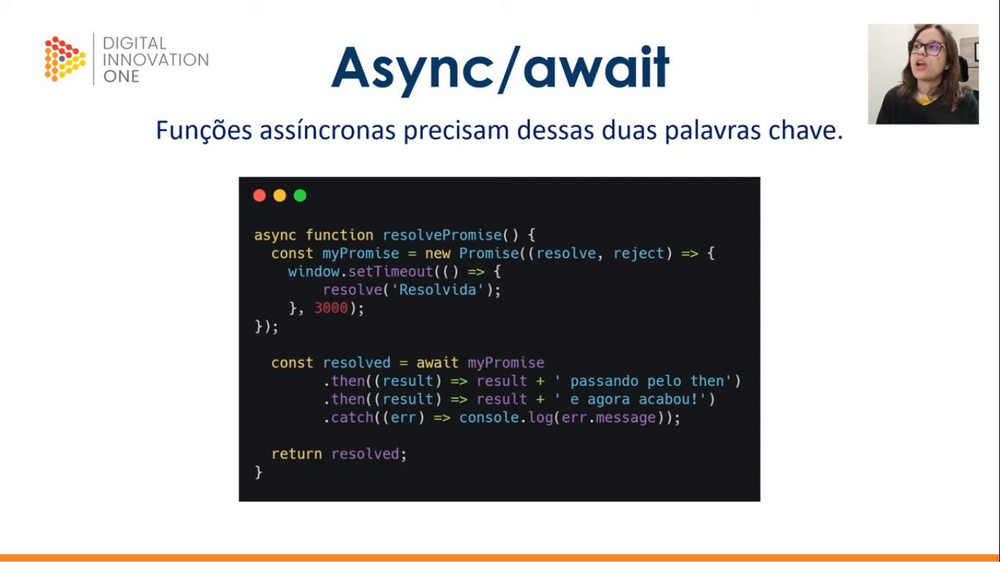 DIGITAL
INNOVATION
ONE
Async/await
Funções assíncronas precisam dessas duas palavras chave.
async function resolvePromise() {
  const myPromise = new Promise((resolve, reject) => {
    window.setTimeout(() => {
        resolve('Resolvida');
    }, 3000);
});
  const resolved = await myPromise
        .then((result) => result + ' passando pelo then')
        .then((result) => result + ' e agora acabou!')
        .catch((err) => console.log(err.message));
  return resolved;
}